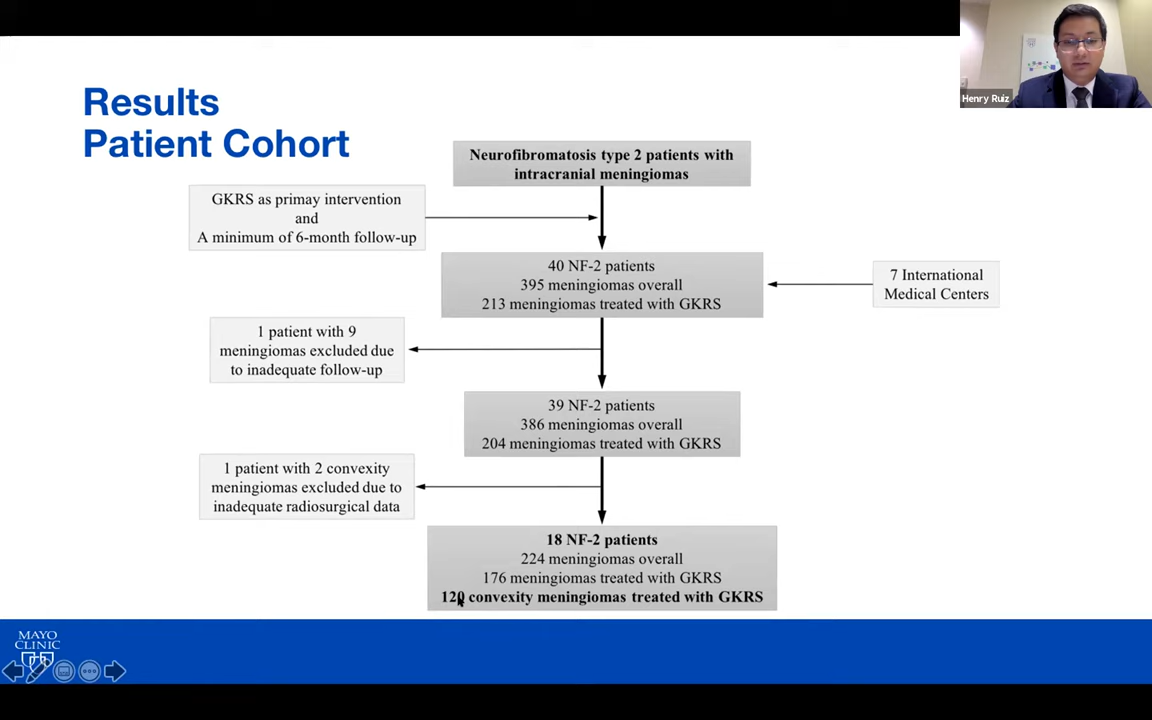 Henry Ruiz
Results
Patient Cohort
Neurofibromatosis type 2 patients with
intracranial meningiomas
GKRS as primay intervention
and
A minimum of 6-month follow-up
40 NF-2 patients
395 meningiomas overall
213 meningiomas treated with GKRS
7 International
Medical Centers
1 patient with 9
meningiomas excluded due
to inadequate follow-up
39 NF-2 patients
386 meningiomas overall
204 meningiomas treated with GKRS
1 patient with 2 convexity
meningiomas excluded due to
inadequate radiosurgical data
18 NF-2 patients
224 meningiomas overall
176 meningiomas treated with GKRS
120 convexity meningiomas treated with GKRS
MAYO
CLINIC